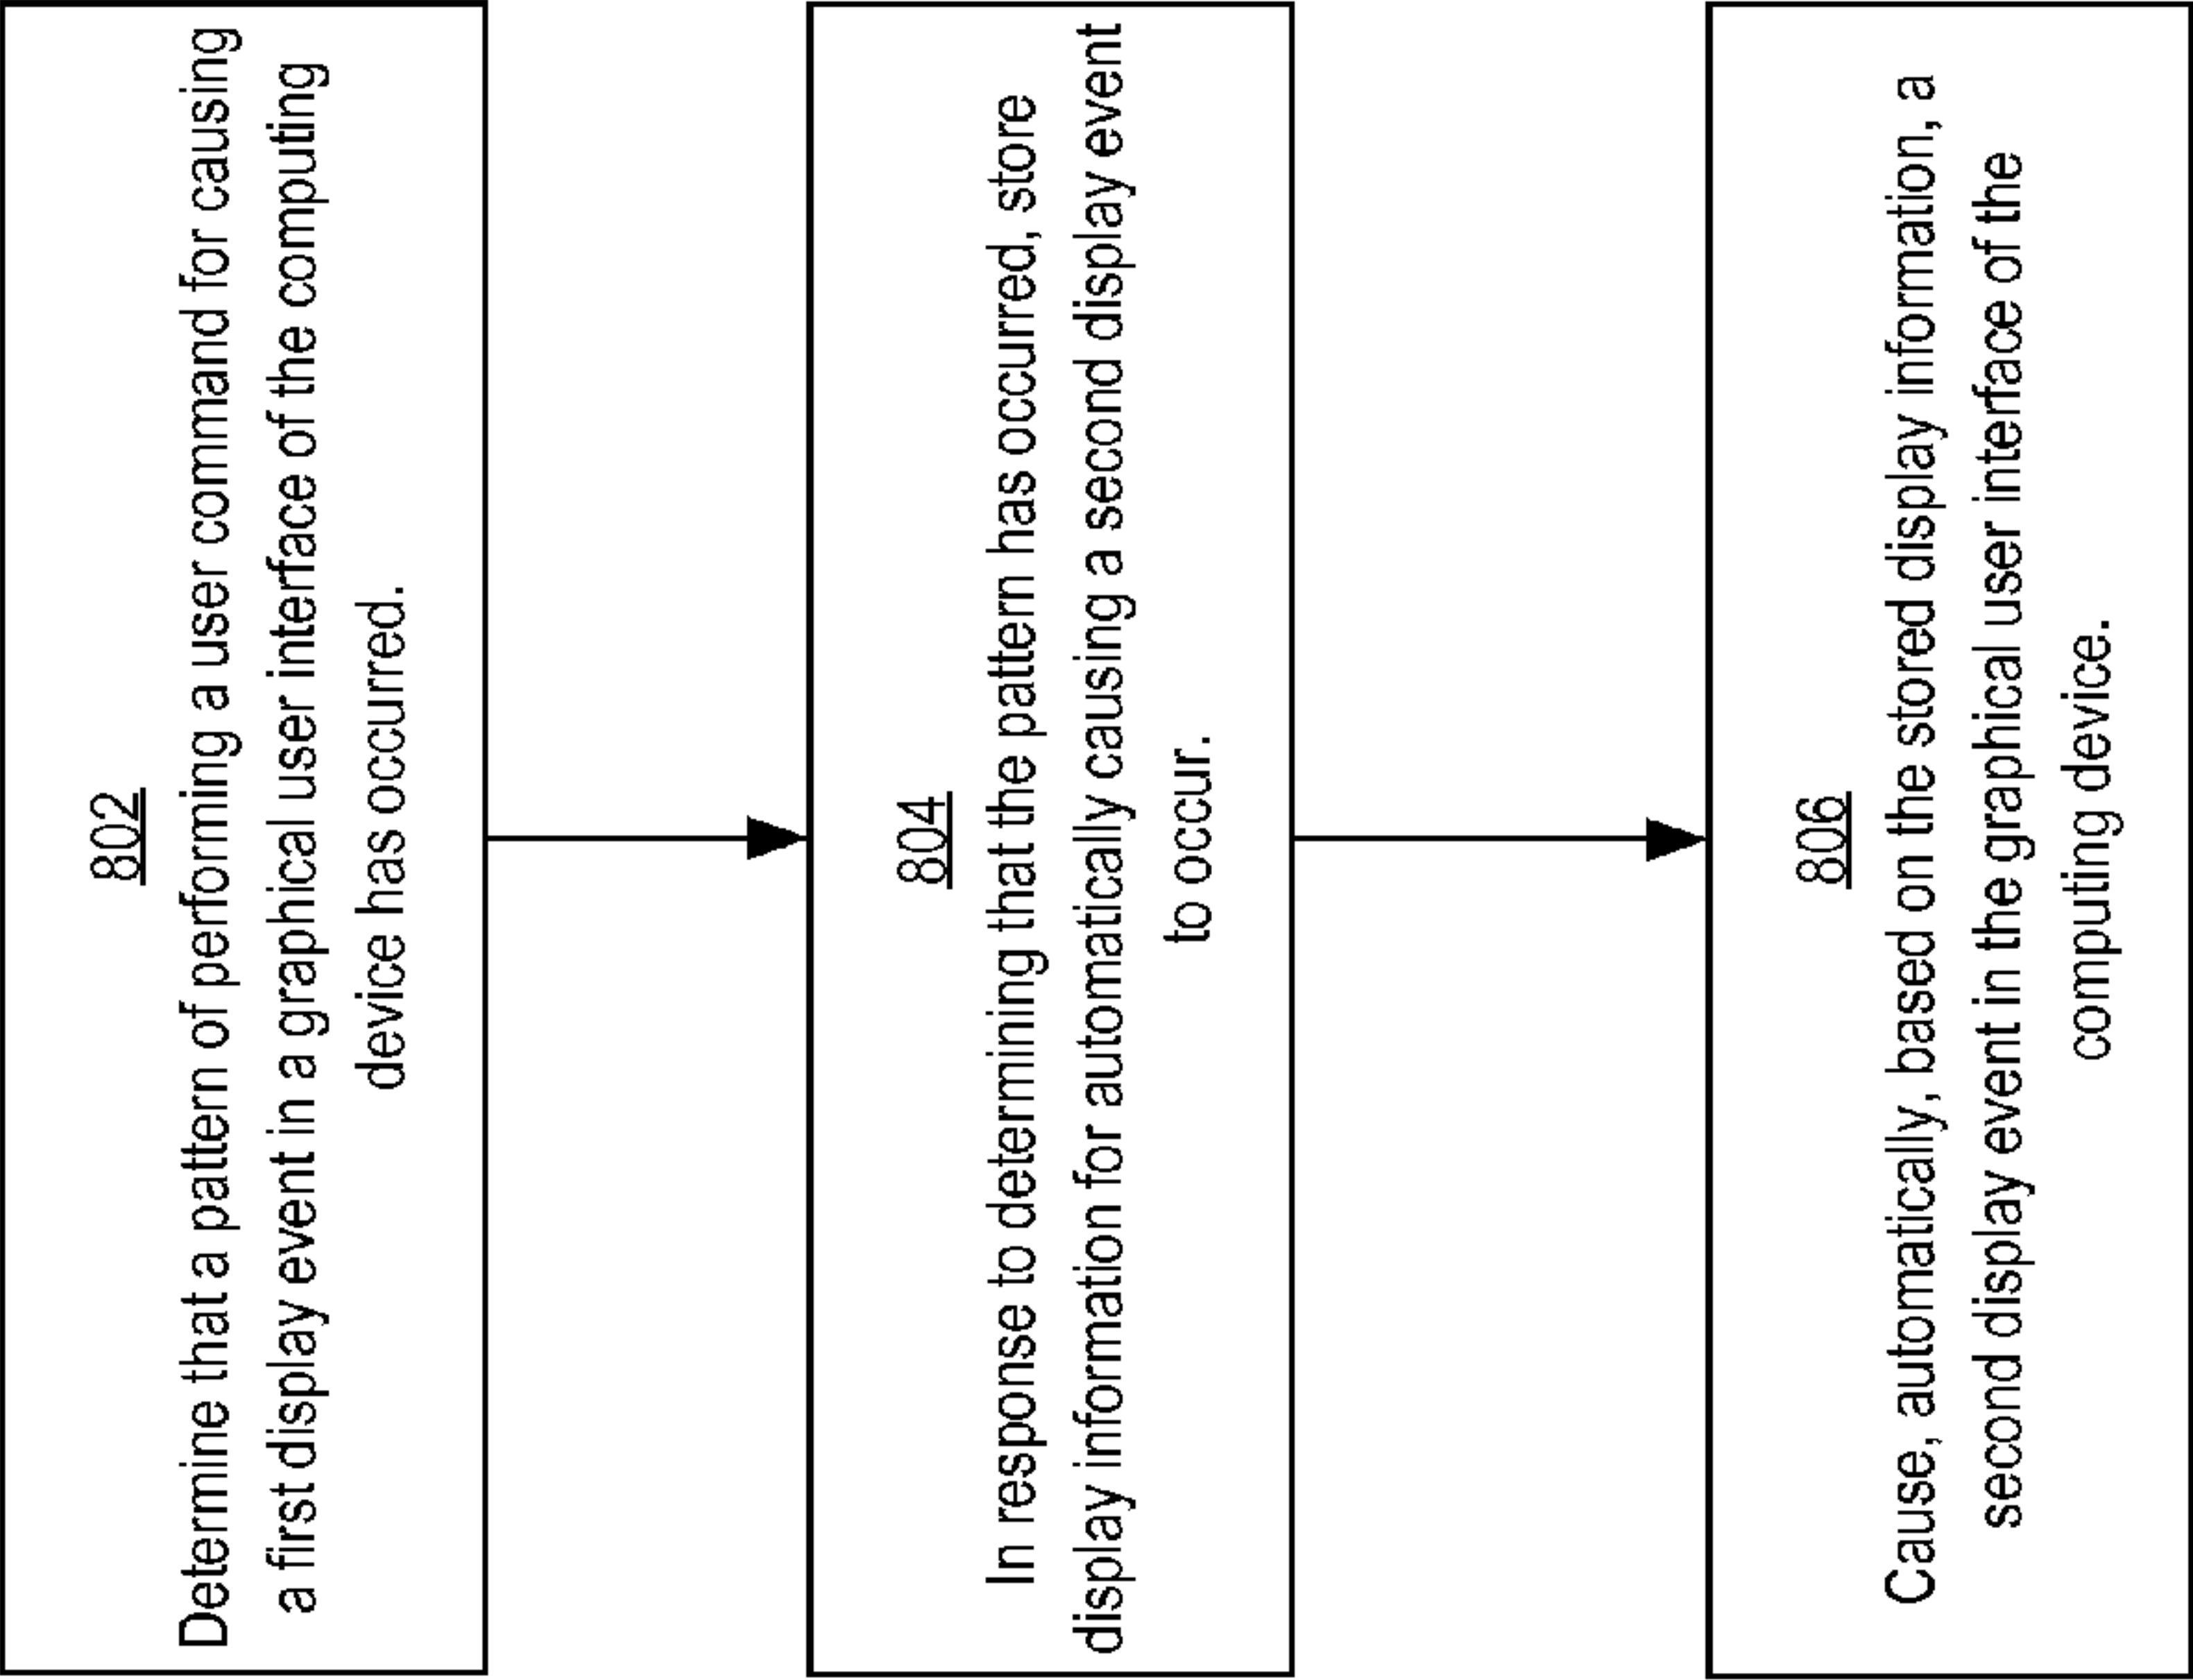 802
Determine that a pattern of performing a user command for causing
a first display event in a graphical user interface of the computing
device has occurred.
804
In response to determining that the pattern has occurred, store
display information for automatically causing a second display event
to occur.
806
Cause, automatically, based on the stored display information, a
second display event in the graphical user interface of the
computing device.